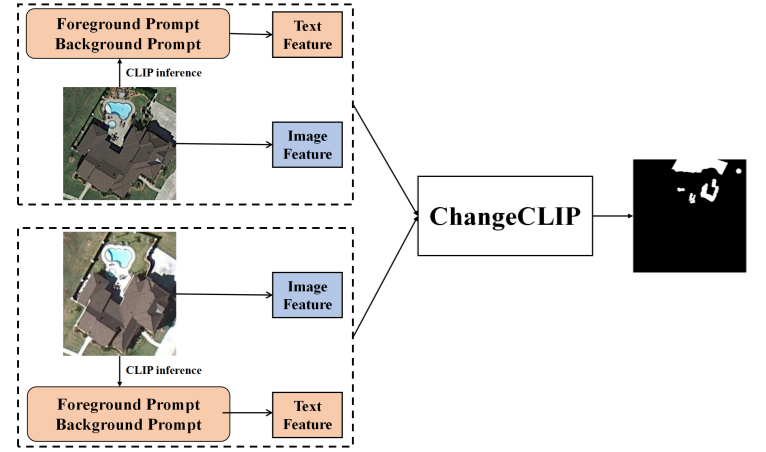 Foreground Prompt
Background Prompt
Text
Feature
CLIP inference
Image
Feature
ChangeCLIP
Image
Feature
CLIP inference
Foreground Prompt
Background Prompt
Text
Feature